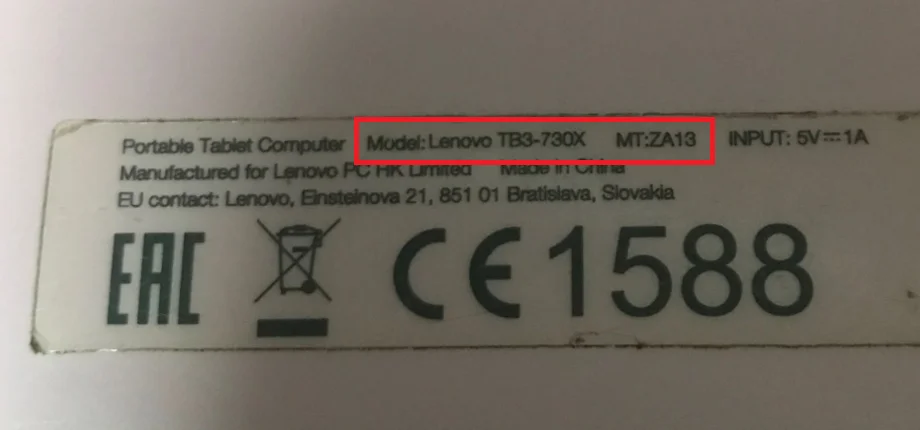 Portable Tablet Computer Model: Lenovo TB3-730X MT:ZA13 INPUT: 5V⎓1A
Manufactured for Lenovo PC HK Limited Made in China
EU contact: Lenovo, Einsteinova 21, 851 01 Bratislava, Slovakia
EAC CE1588